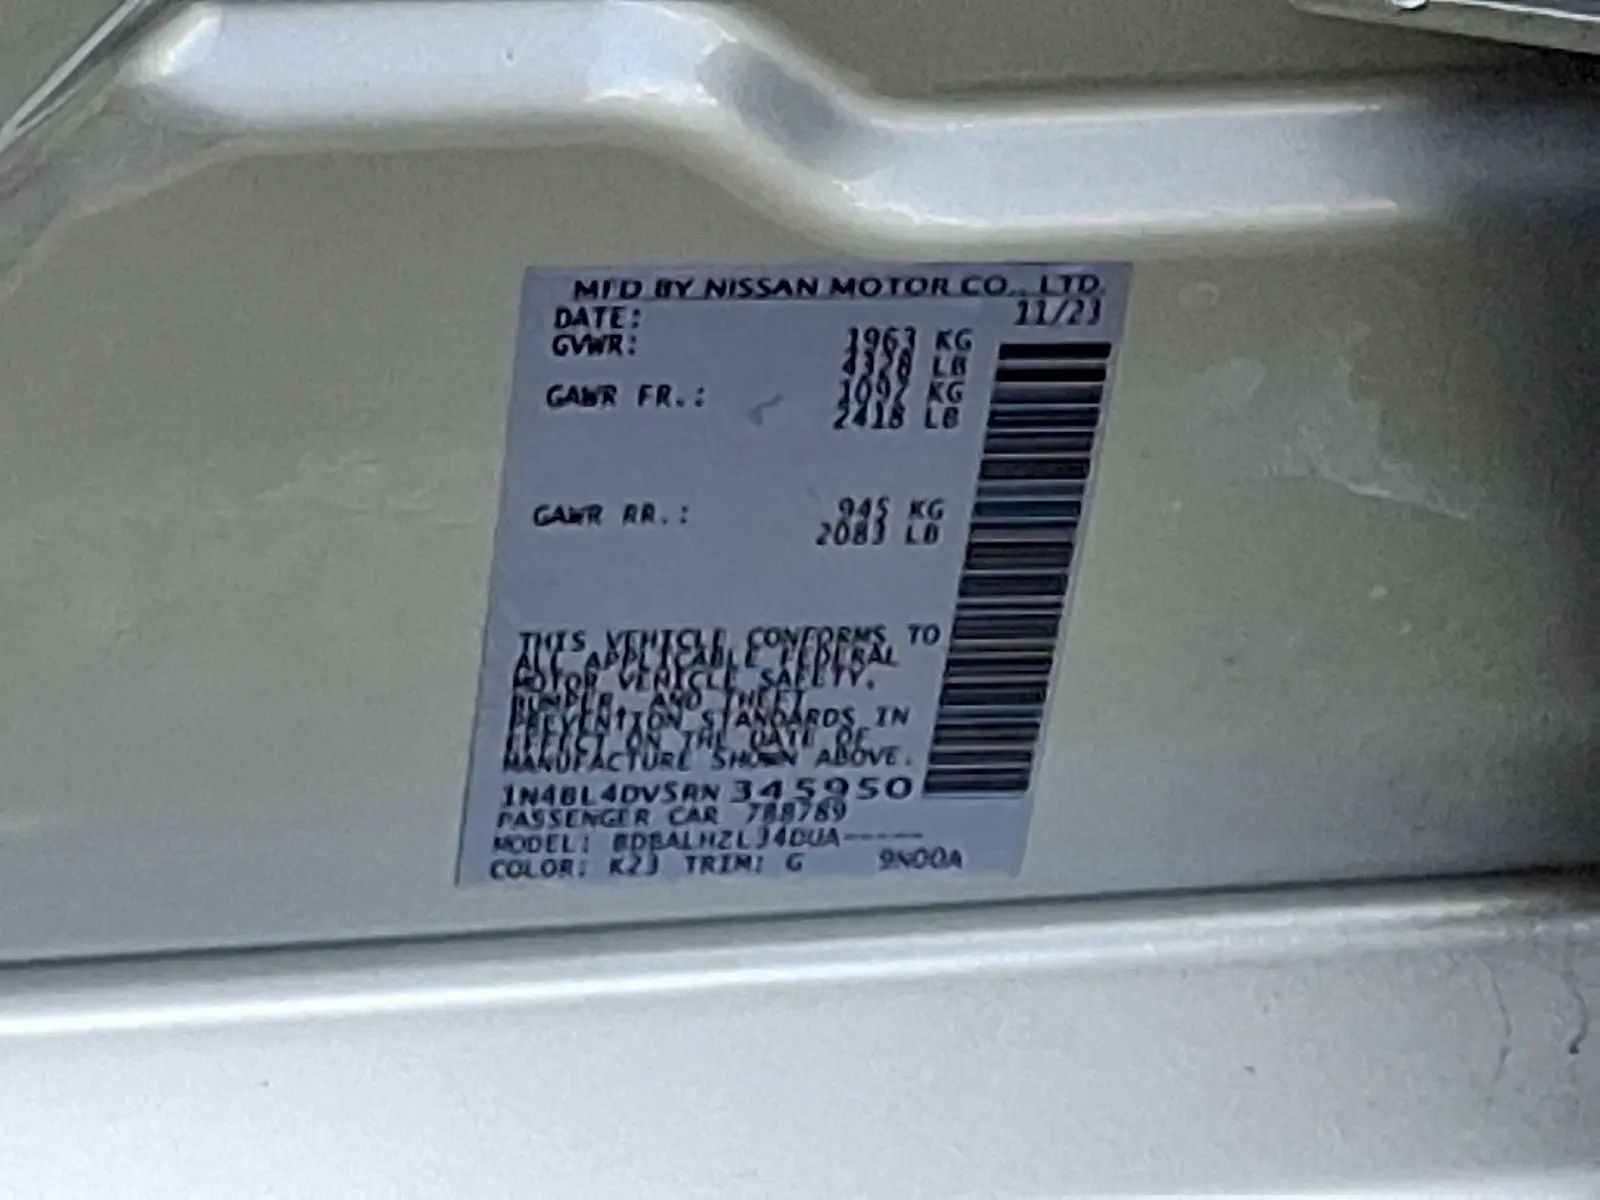 MFD BY NISSAN MOTOR CO., LTD.
DATE: 11/23
GVWR: 1963 KG
4328 LB
GAWR FR.: 1097 KG
2418 LB
GAWR RR.: 945 KG
2083 LB
THIS VEHICLE CONFORMS TO
ALL APPLICABLE FEDERAL
MOTOR VEHICLE SAFETY,
BUMPER, AND THEFT
PREVENTION STANDARDS IN
EFFECT ON THE DATE OF
MANUFACTURE SHOWN ABOVE.
1N4BL4DV5RN 345950
PASSENGER CAR 788789
MODEL:
COLOR: K23 TRIM: G 9N00A